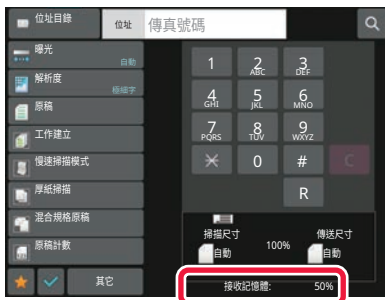 位址目錄
位址
傳真號碼
曝光
自動
解析度
極細字
原稿
工作建立
慢速掃描模式
厚紙掃描
混合規格原稿
原稿計數
其它
1
2
ABC
3
DEF
4
GHI
5
JKL
6
MNO
7
PQRS
8
TUV
9
WXYZ
0
#
C
R
掃描尺寸
傳送尺寸
自動
100%
自動
接收記憶體:
50%